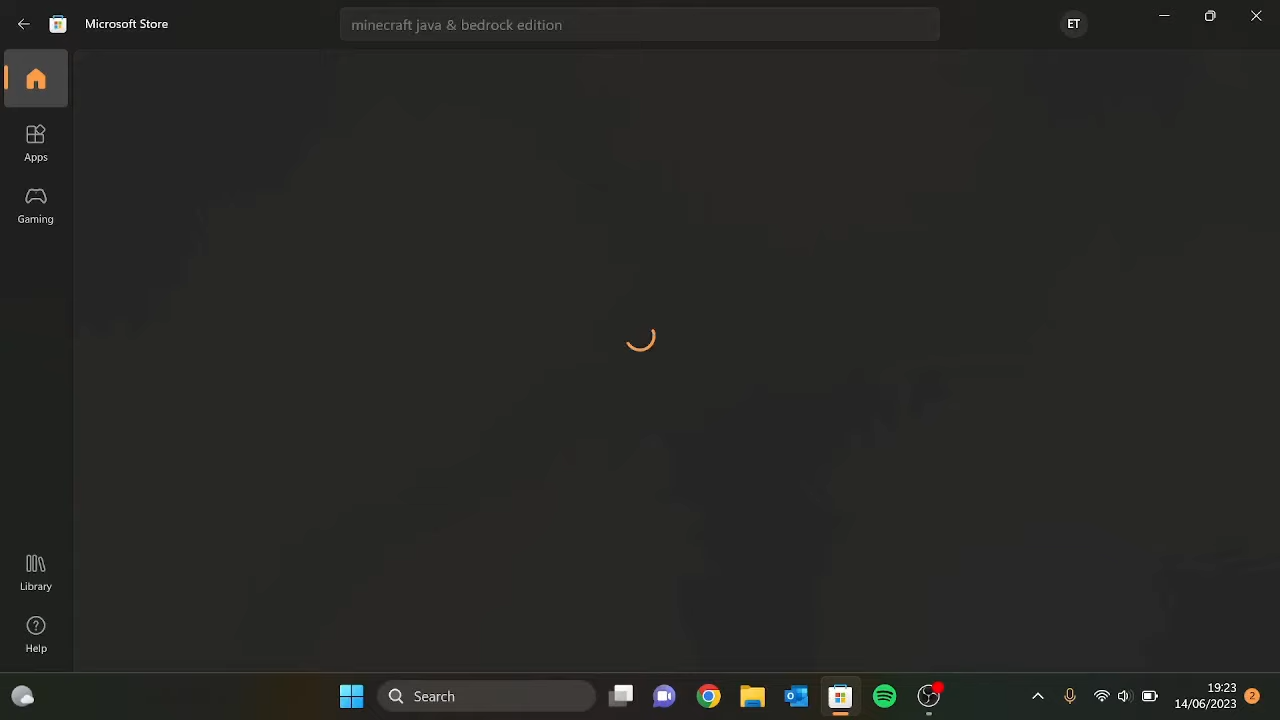 Microsoft Store
minecraft java & bedrock edition
ET
Apps
Gaming
Library
Help
Search
19:23
14/06/2023
2